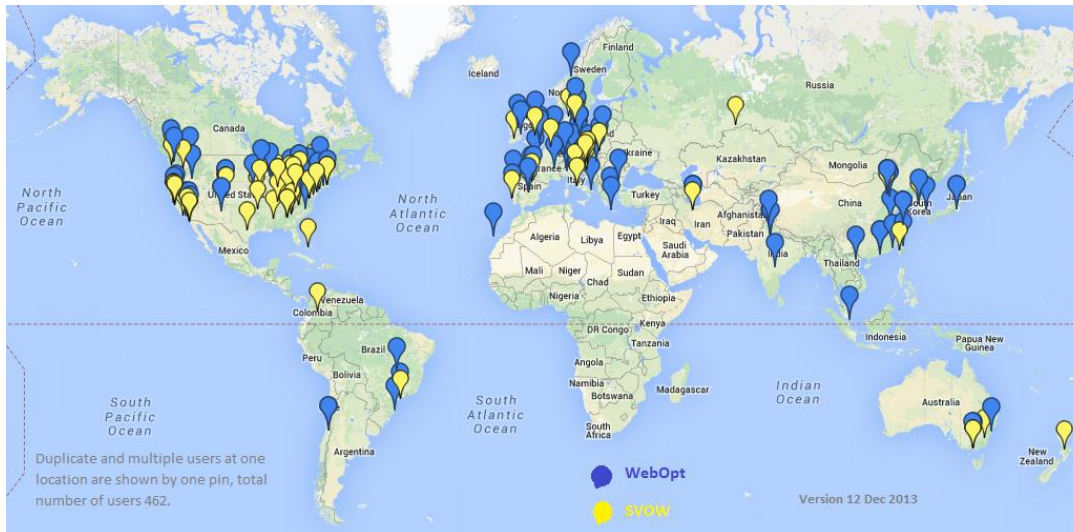 Iceland
Finland
Sweden
Russia
Canada
Ukraine
Kazakhstan
Mongolia
North
Pacific
Ocean
United States
North
Atlantic
Ocean
Spain
Italy
Turkey
China
South
Korea
Japan
Afghanistan
Iraq
Iran
Pakistan
Mexico
Algeria
Libya
Egypt
Saudi
Arabia
India
Thailand
Mali
Niger
Sudan
Chad
Venezuela
Colombia
Nigeria
Ethiopia
Kenya
DR Congo
Tanzania
Indonesia
Papua New
Guinea
Peru
Brazil
Bolivia
Angola
Namibia
Botswana
Madagascar
Indian
Ocean
Australia
South
Pacific
Ocean
South
Atlantic
Ocean
South
Africa
Argentina
New
Zealand
Duplicate and multiple users at one
location are shown by one pin, total
number of users 462.
WebOpt
SVOW
Version 12 Dec 2013